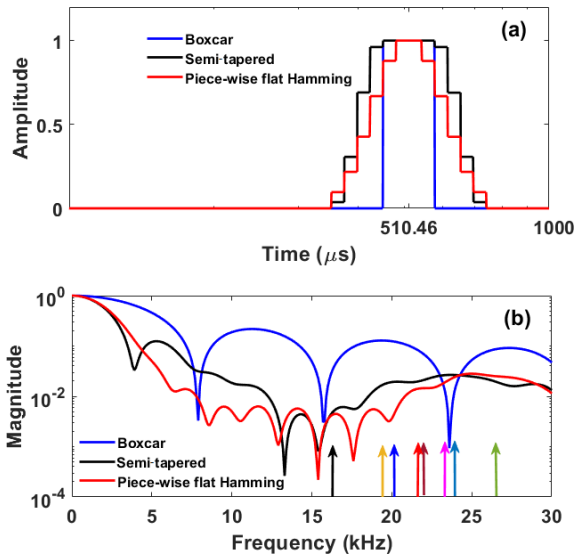 (a)
Boxcar
Semi-tapered
Piece-wise flat Hamming
1
0.5
0
Amplitude
510.46
1000
Time (μs)
(b)
10^0
10^-2
10^-4
Magnitude
Boxcar
Semi-tapered
Piece-wise flat Hamming
0 5 10 15 20 25 30
Frequency (kHz)